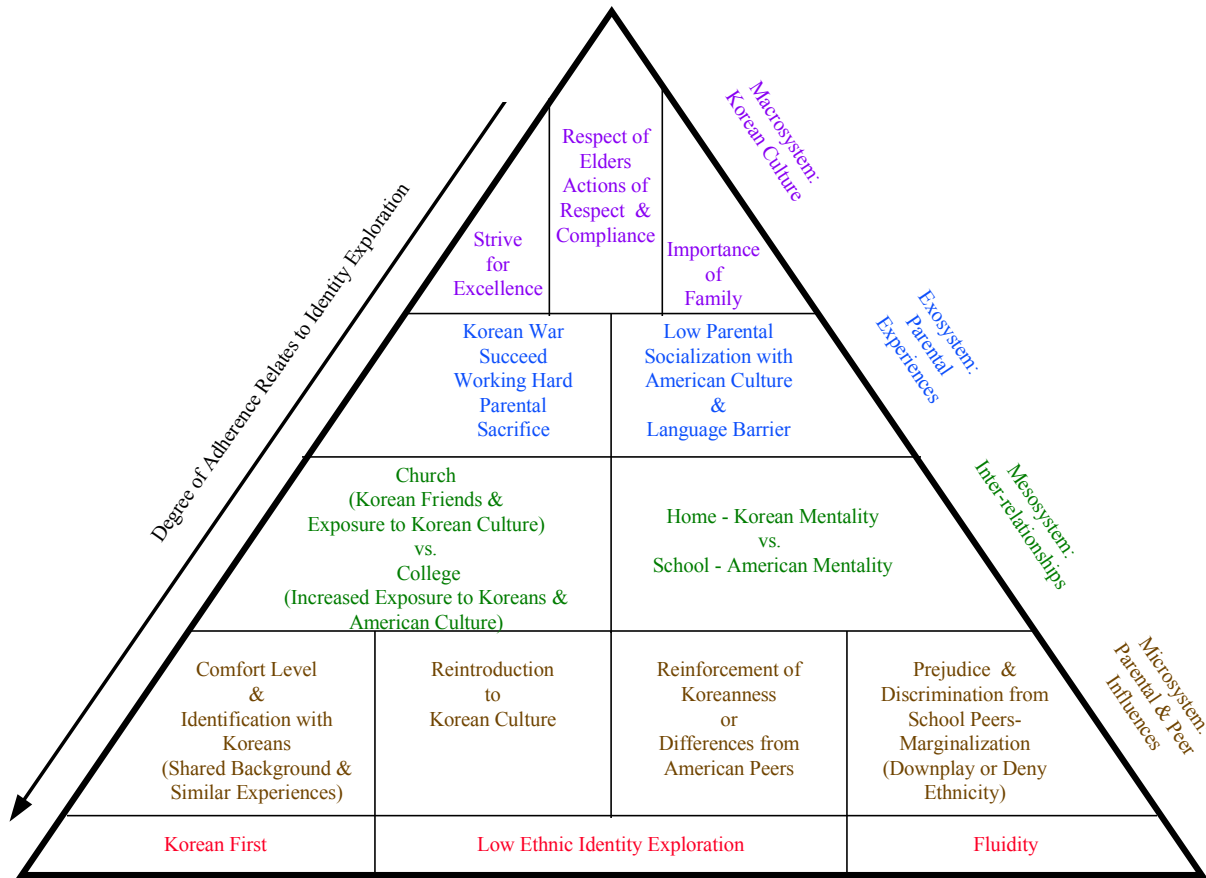 Degree of Adherence Relates to Identity Exploration
Macrosystem:
Korean Culture
Respect of
Elders
Actions of
Respect &
Compliance
Strive
for
Excellence
Importance
of
Family
Exosystem:
Parental
Experiences
Korean War
Succeed
Working Hard
Parental
Sacrifice
Low Parental
Socialization with
American Culture
&
Language Barrier
Mesosystem:
Inter-relationships
Church
(Korean Friends &
Exposure to Korean Culture)
vs.
College
(Increased Exposure to Koreans &
American Culture)
Home - Korean Mentality
vs.
School - American Mentality
Microsystem:
Parental & Peer
Influences
Comfort Level
&
Identification with
Koreans
(Shared Background &
Similar Experiences)
Reintroduction
to
Korean Culture
Reinforcement of
Koreanness
or
Differences from
American Peers
Prejudice &
Discrimination from
School Peers-
Marginalization
(Downplay or Deny
Ethnicity)
Korean First
Low Ethnic Identity Exploration
Fluidity